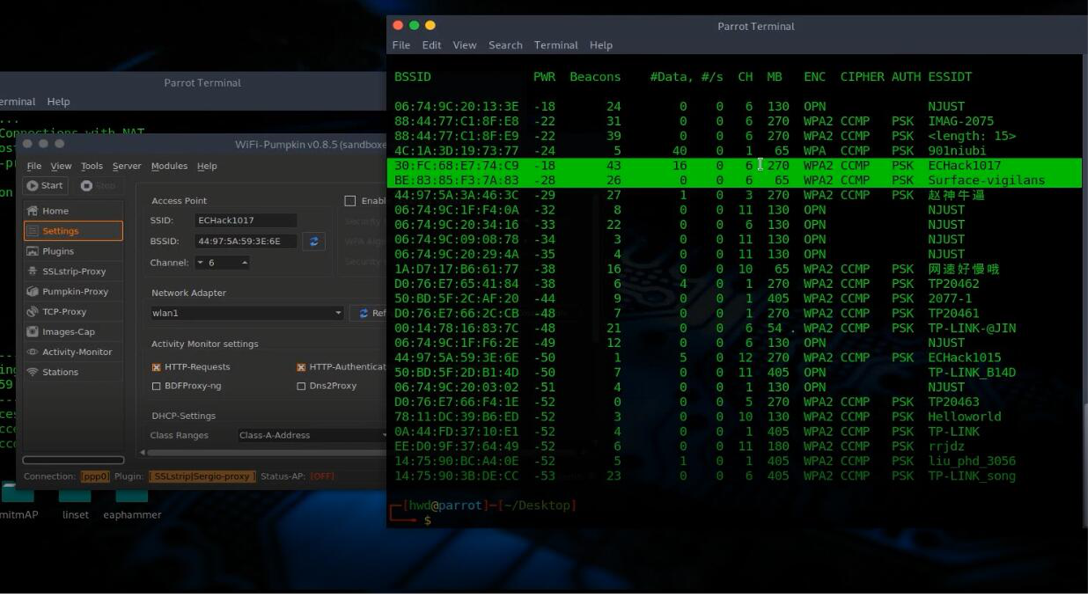 Parrot Terminal
File Edit View Search Terminal Help
BSSID PWR Beacons #Data, #/s CH MB ENC CIPHER AUTH ESSIDT
06:74:9C:20:13:3E -18 24 0 0 6 130 OPN NJUST
88:44:77:C1:8F:E8 -22 31 0 0 6 270 WPA2 CCMP PSK IMAG-2075
88:44:77:C1:8F:E9 -22 39 0 0 6 270 WPA2 CCMP PSK <length: 15>
4C:1A:3D:19:73:77 -24 5 40 0 1 65 WPA CCMP PSK 901niubi
30:FC:68:E7:74:C9 -18 43 16 0 6 270 WPA2 CCMP PSK ECHack1017
BE:83:85:F3:7A:83 -28 26 0 0 6 65 WPA2 CCMP PSK Surface-vigilans
44:97:5A:3A:46:3C -29 27 1 0 3 270 WPA2 CCMP PSK 赵神牛逼
06:74:9C:1F:F4:0A -32 8 0 0 11 130 OPN NJUST
06:74:9C:20:34:16 -33 22 0 0 6 130 OPN NJUST
06:74:9C:09:08:78 -34 3 0 0 11 130 OPN NJUST
06:74:9C:20:29:4A -35 4 0 0 11 130 OPN NJUST
1A:D7:17:B6:61:77 -38 16 0 0 10 65 WPA2 CCMP PSK 网速好慢哦
D0:76:E7:65:41:84 -38 6 4 0 1 270 WPA2 CCMP PSK TP20462
50:BD:5F:2C:AF:20 -44 9 0 0 1 405 WPA2 CCMP PSK 2077-1
D0:76:E7:66:2C:CB -48 7 0 0 1 270 WPA2 CCMP PSK TP20461
00:14:78:16:83:7C -48 21 0 0 6 54 . WPA2 CCMP PSK TP-LINK-@JIN
06:74:9C:1F:F6:2E -49 12 0 0 6 130 OPN NJUST
44:97:5A:59:3E:6E -50 1 5 0 12 270 WPA2 CCMP PSK ECHack1015
50:BD:5F:2D:B1:4D -50 7 0 0 11 405 WPA2 CCMP PSK TP-LINK_B14D
06:74:9C:20:03:02 -51 4 0 0 1 130 OPN NJUST
D0:76:E7:66:F4:1E -52 0 0 0 5 270 WPA2 CCMP PSK TP20463
78:11:DC:39:B6:ED -52 3 0 0 10 130 WPA2 CCMP PSK Helloworld
0A:44:FD:37:10:E1 -52 4 0 0 1 405 WPA2 CCMP PSK TP-LINK
EE:D0:9F:37:64:49 -52 6 0 0 11 180 WPA2 CCMP PSK rrjdz
14:75:90:BC:A4:0E -52 5 1 0 1 405 WPA2 CCMP PSK liu_phd_3056
14:75:90:3B:DE:CC -53 23 0 0 6 405 WPA2 CCMP PSK TP-LINK_song
[hwd@parrot]-[~/Desktop]
$
Parrot Terminal
Terminal Help
Connections with NAT
WiFi-Pumpkin v0.8.5
File View Tools Server Modules Help
Start
Home
Settings
Plugins
SSLstrip-Proxy
Pumpkin-Proxy
TCP-Proxy
Images-Cap
Activity-Monitor
Stations
Access Point
SSID: ECHack1017
BSSID: 44:97:5A:59:3E:6E
Channel: 6
Network Adapter
wlan1
Activity Monitor settings
HTTP-Requests
BDFProxy-ng Dns2Proxy
DHCP-Settings
Class Ranges Class-A-Address
Connection: [ppp0] Plugin: [SSLstrip|Sergio-proxy] Status-AP: [OFF]
mitmAP linset eaphammer